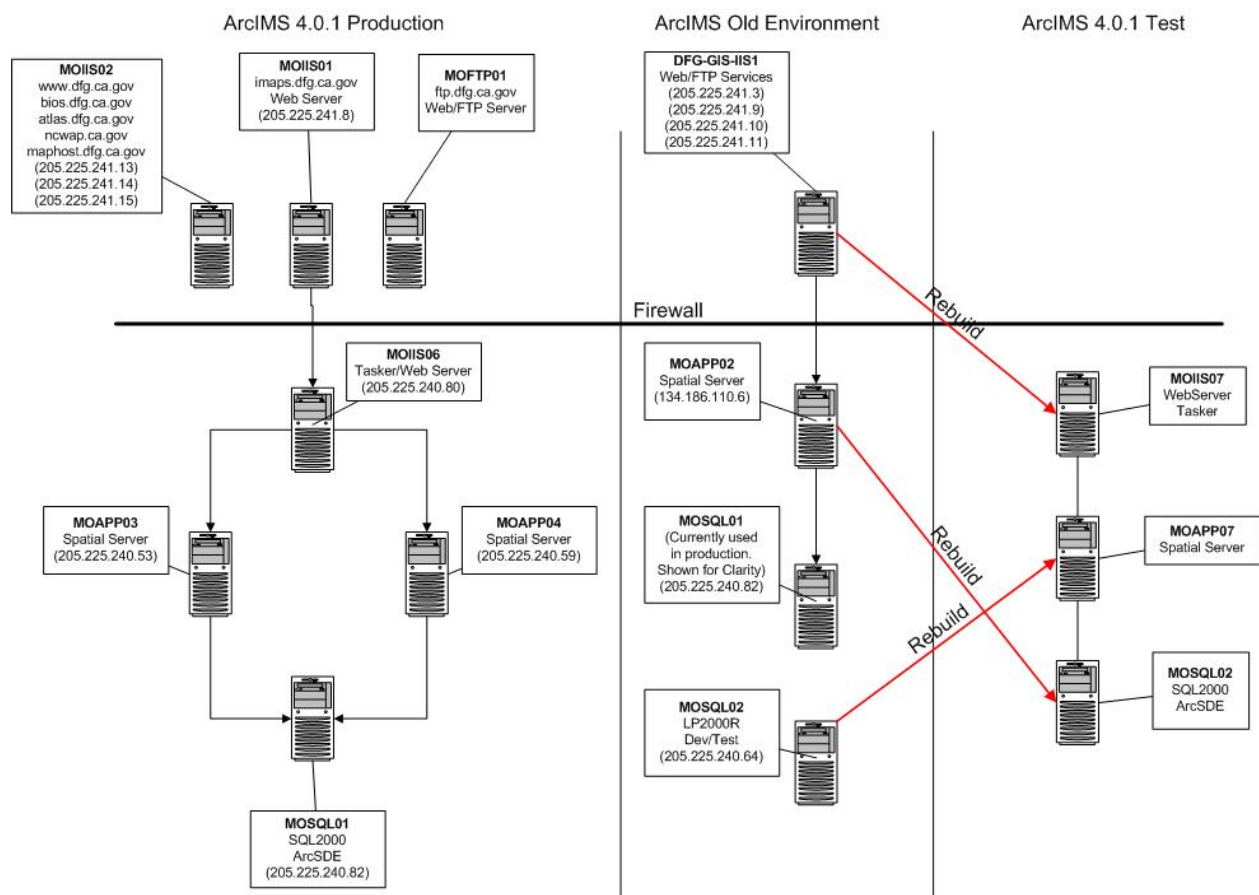 ArcIMS 4.0.1 Production
ArcIMS Old Environment
ArcIMS 4.0.1 Test
MOIIS02
www.dfg.ca.gov
bios.dfg.ca.gov
atlas.dfg.ca.gov
ncwap.ca.gov
maphost.dfg.ca.gov
(205.225.241.13)
(205.225.241.14)
(205.225.241.15)
MOIIS01
imaps.dfg.ca.gov
Web Server
(205.225.241.8)
MOFTP01
ftp.dfg.ca.gov
Web/FTP Server
DFG-GIS-IIS1
Web/FTP Services
(205.225.241.3)
(205.225.241.9)
(205.225.241.10)
(205.225.241.11)
Rebuild
Firewall
MOIIS06
Tasker/Web Server
(205.225.240.80)
MOAPP02
Spatial Server
(134.186.110.6)
MOIIS07
WebServer
Tasker
MOAPP03
Spatial Server
(205.225.240.53)
MOAPP04
Spatial Server
(205.225.240.59)
MOSQL01
(Currently used
in production.
Shown for Clarity)
(205.225.240.82)
Rebuild
Rebuild
MOAPP07
Spatial Server
MOSQL02
LP2000R
Dev/Test
(205.225.240.64)
MOSQL02
SQL2000
ArcSDE
MOSQL01
SQL2000
ArcSDE
(205.225.240.82)